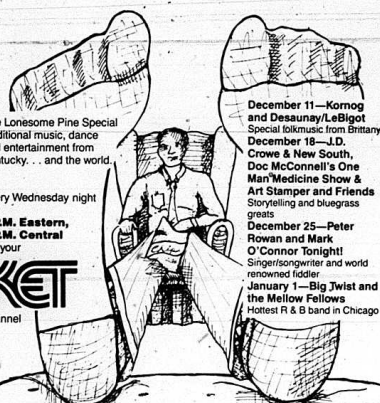 Lonesome Pine Special
ditional music, dance
entertainment from
tucky. . . and the world.
ry Wednesday night
.M. Eastern,
.M. Central
your
KET
annel
December 11—Kornog
and Desaunay/LeBigot
Special folkmusic from Brittany
December 18—J.D.
Crowe & New South,
Doc McConnell's One
Man Medicine Show &
Art Stamper and Friends
Storytelling and bluegrass
greats
December 25—Peter
Rowan and Mark
O'Connor Tonight!
Singer/songwriter and world
renowned fiddler
January 1—Big Twist and
the Mellow Fellows
Hottest R & B band in Chicago